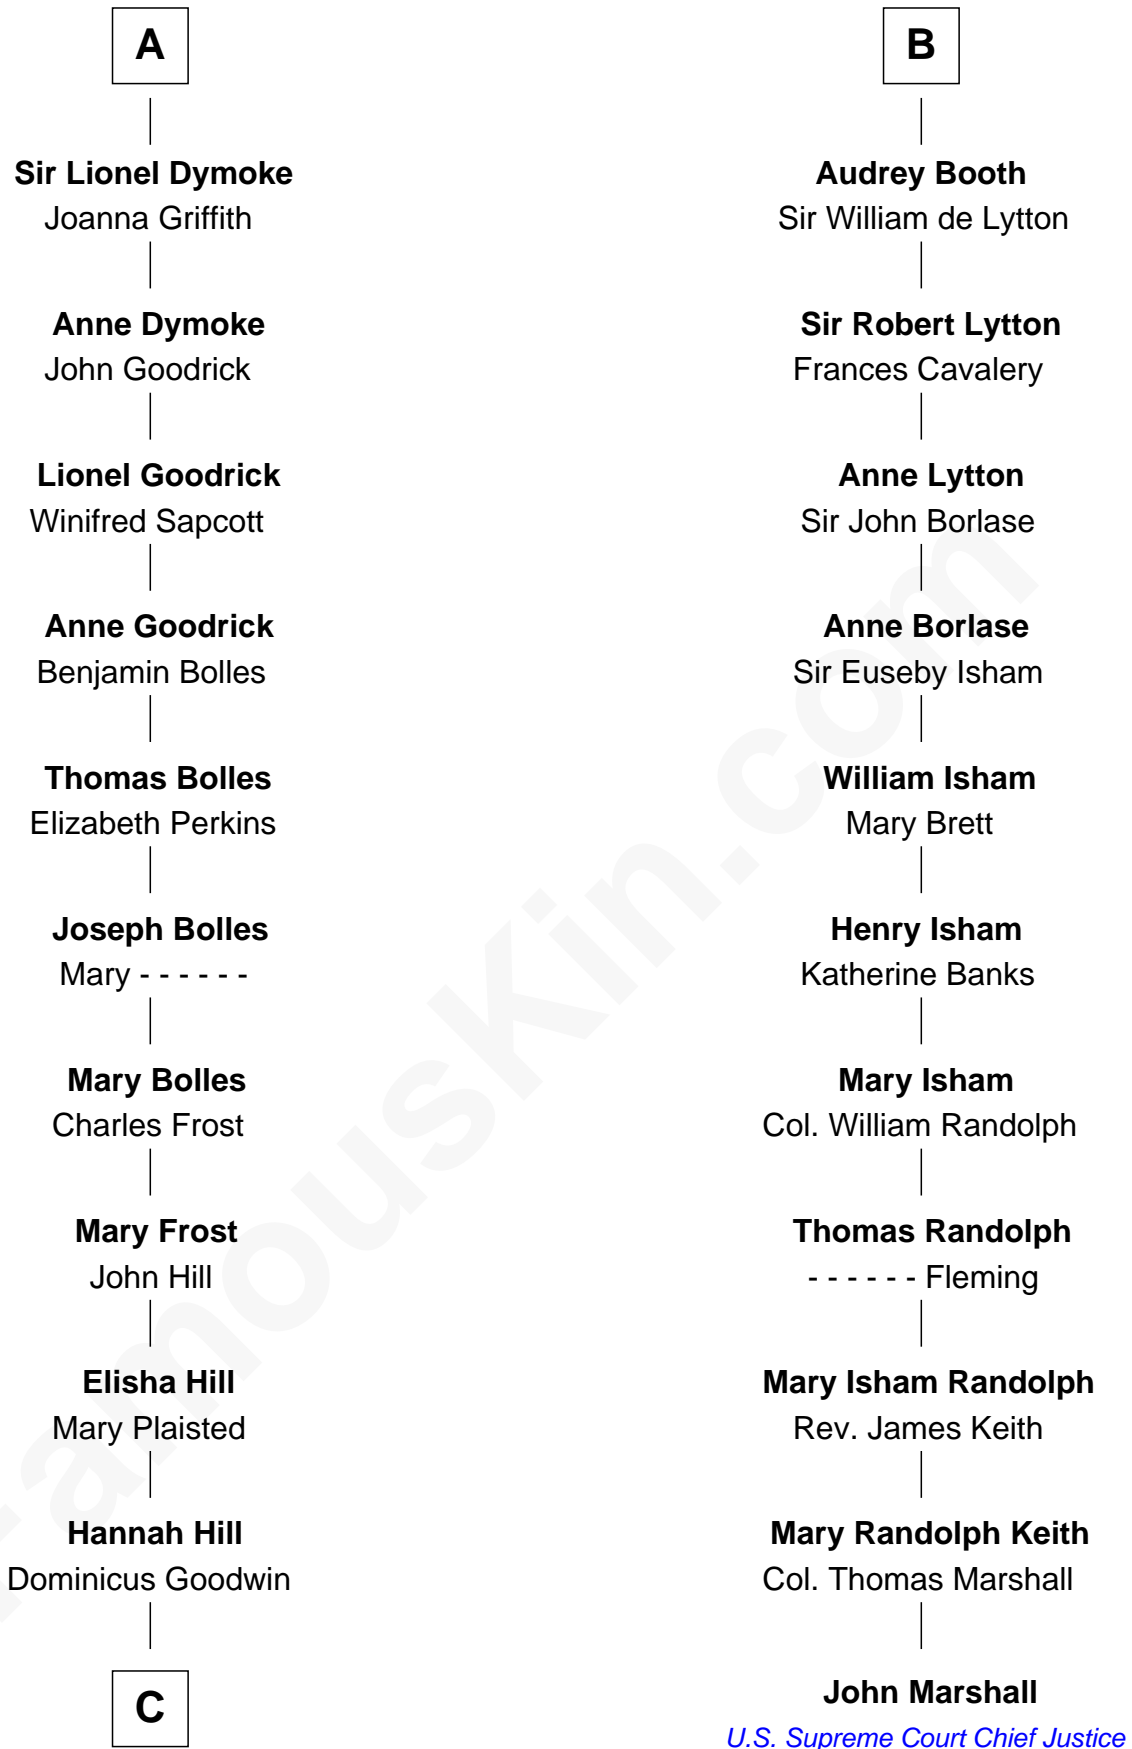 A
Sir Lionel Dymoke
Joanna Griffith
Anne Dymoke
John Goodrick
Lionel Goodrick
Winifred Sapcott
Anne Goodrick
Benjamin Bolles
Thomas Bolles
Elizabeth Perkins
Joseph Bolles
Mary - - - - - -
Mary Bolles
Charles Frost
Mary Frost
John Hill
Elisha Hill
Mary Plaisted
Hannah Hill
Dominicus Goodwin
C
B
Audrey Booth
Sir William de Lytton
Sir Robert Lytton
Frances Cavalery
Anne Lytton
Sir John Borlase
Anne Borlase
Sir Euseby Isham
William Isham
Mary Brett
Henry Isham
Katherine Banks
Mary Isham
Col. William Randolph
Thomas Randolph
- - - - - - Fleming
Mary Isham Randolph
Rev. James Keith
Mary Randolph Keith
Col. Thomas Marshall
John Marshall
U.S. Supreme Court Chief Justice
FamousKin.com